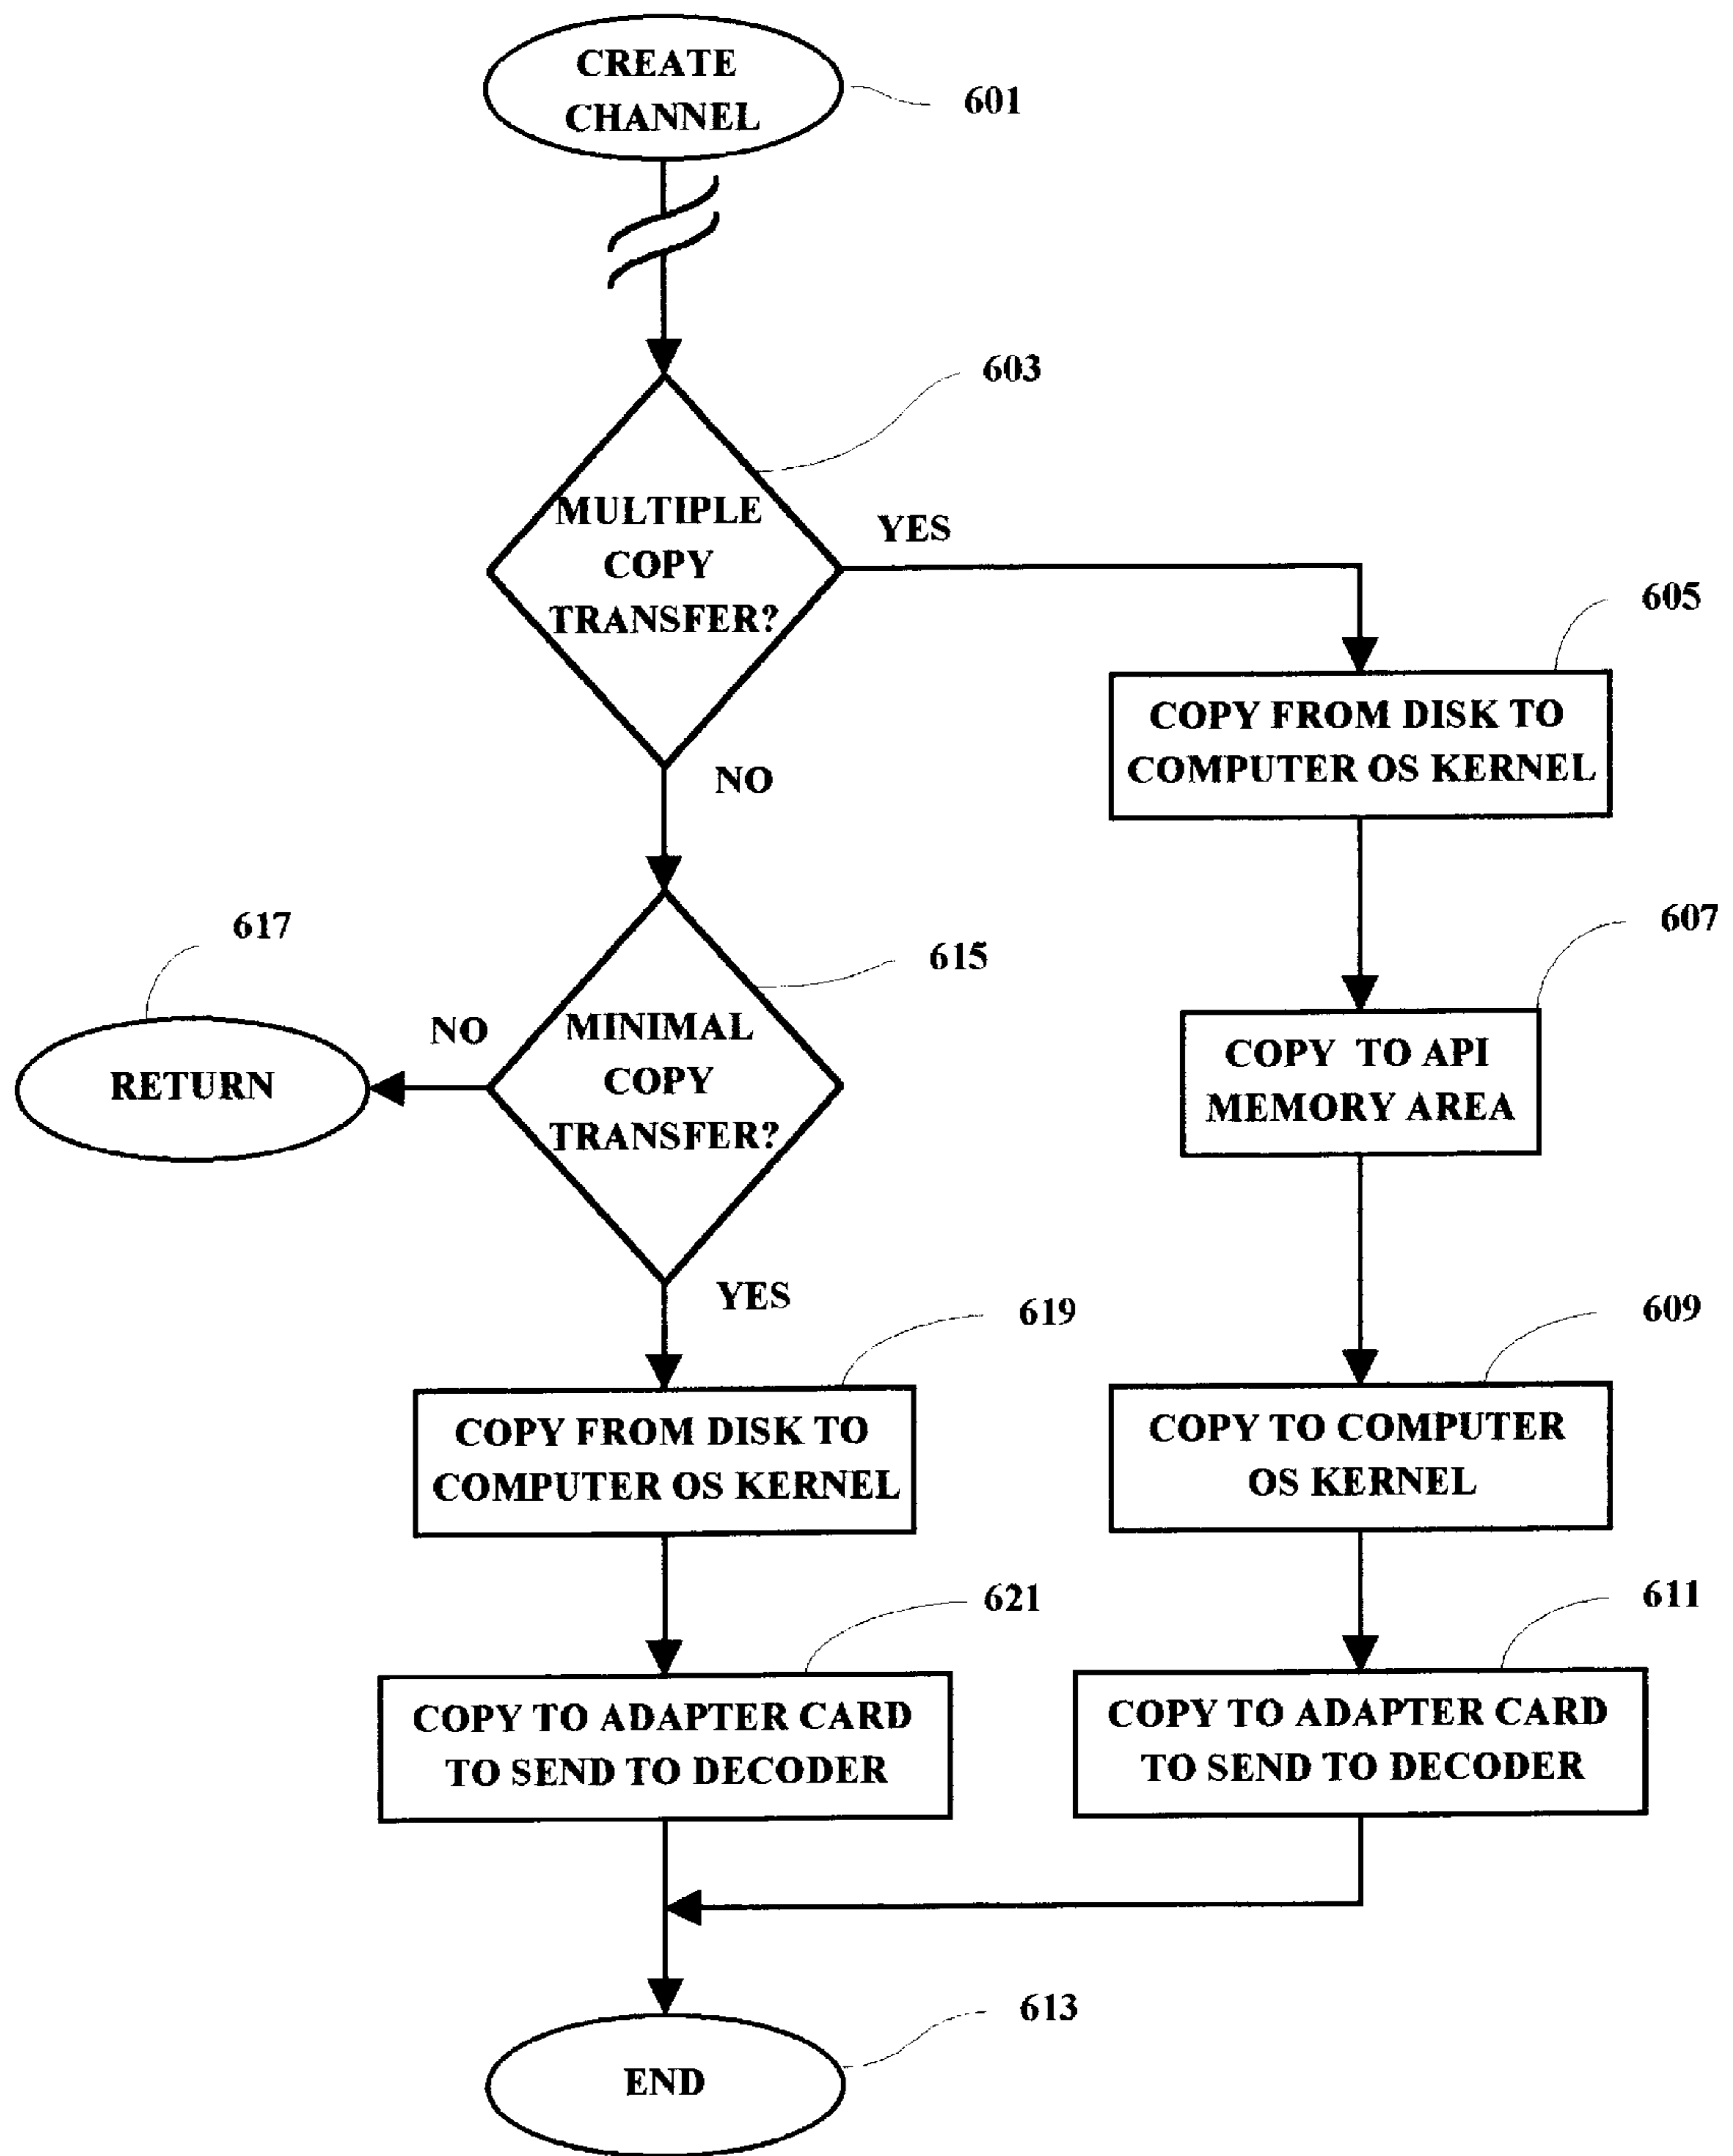 CREATE
CHANNEL
601
603
MULTIPLE
COPY
TRANSFER?
YES
NO
605
COPY FROM DISK TO
COMPUTER OS KERNEL
607
COPY TO API
MEMORY AREA
617
RETURN
NO
615
MINIMAL
COPY
TRANSFER?
YES
619
COPY FROM DISK TO
COMPUTER OS KERNEL
609
COPY TO COMPUTER
OS KERNEL
621
COPY TO ADAPTER CARD
TO SEND TO DECODER
611
COPY TO ADAPTER CARD
TO SEND TO DECODER
613
END